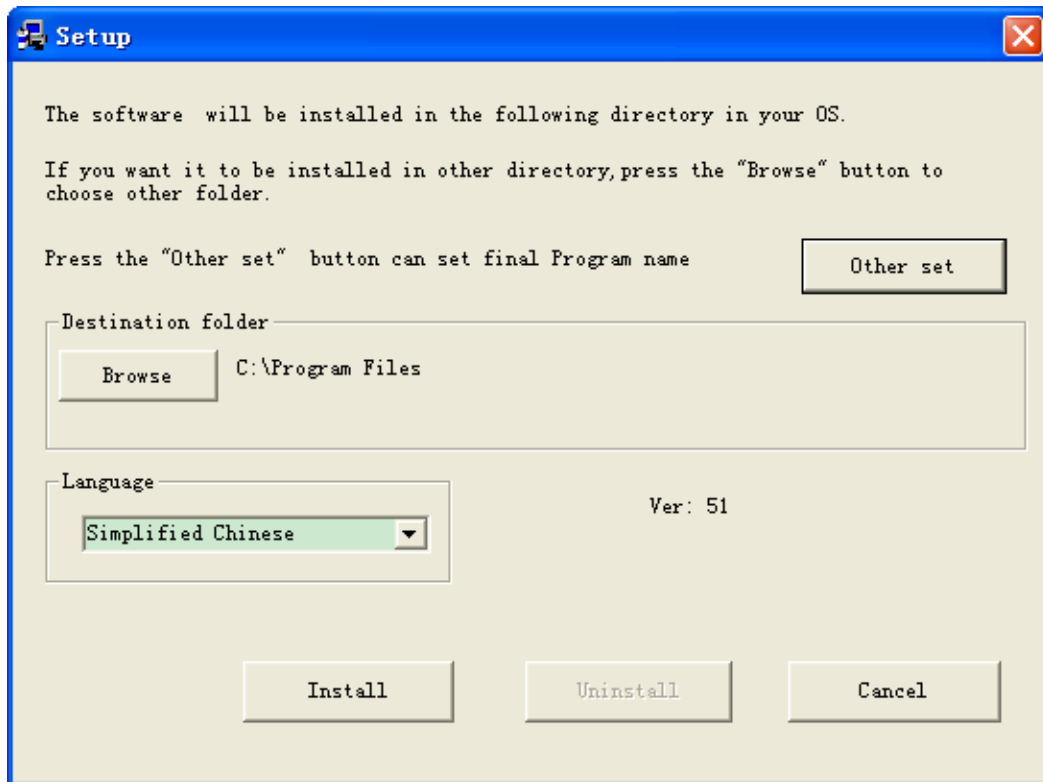 Setup
The software  will be installed in the following directory in your OS.
If you want it to be installed in other directory,press the "Browse" button to
choose other folder.
Press the "Other set"  button can set final Program name
Other set
Destination folder
Browse
C:\Program Files
Language
Simplified Chinese
Ver: 51
Install
Uninstall
Cancel